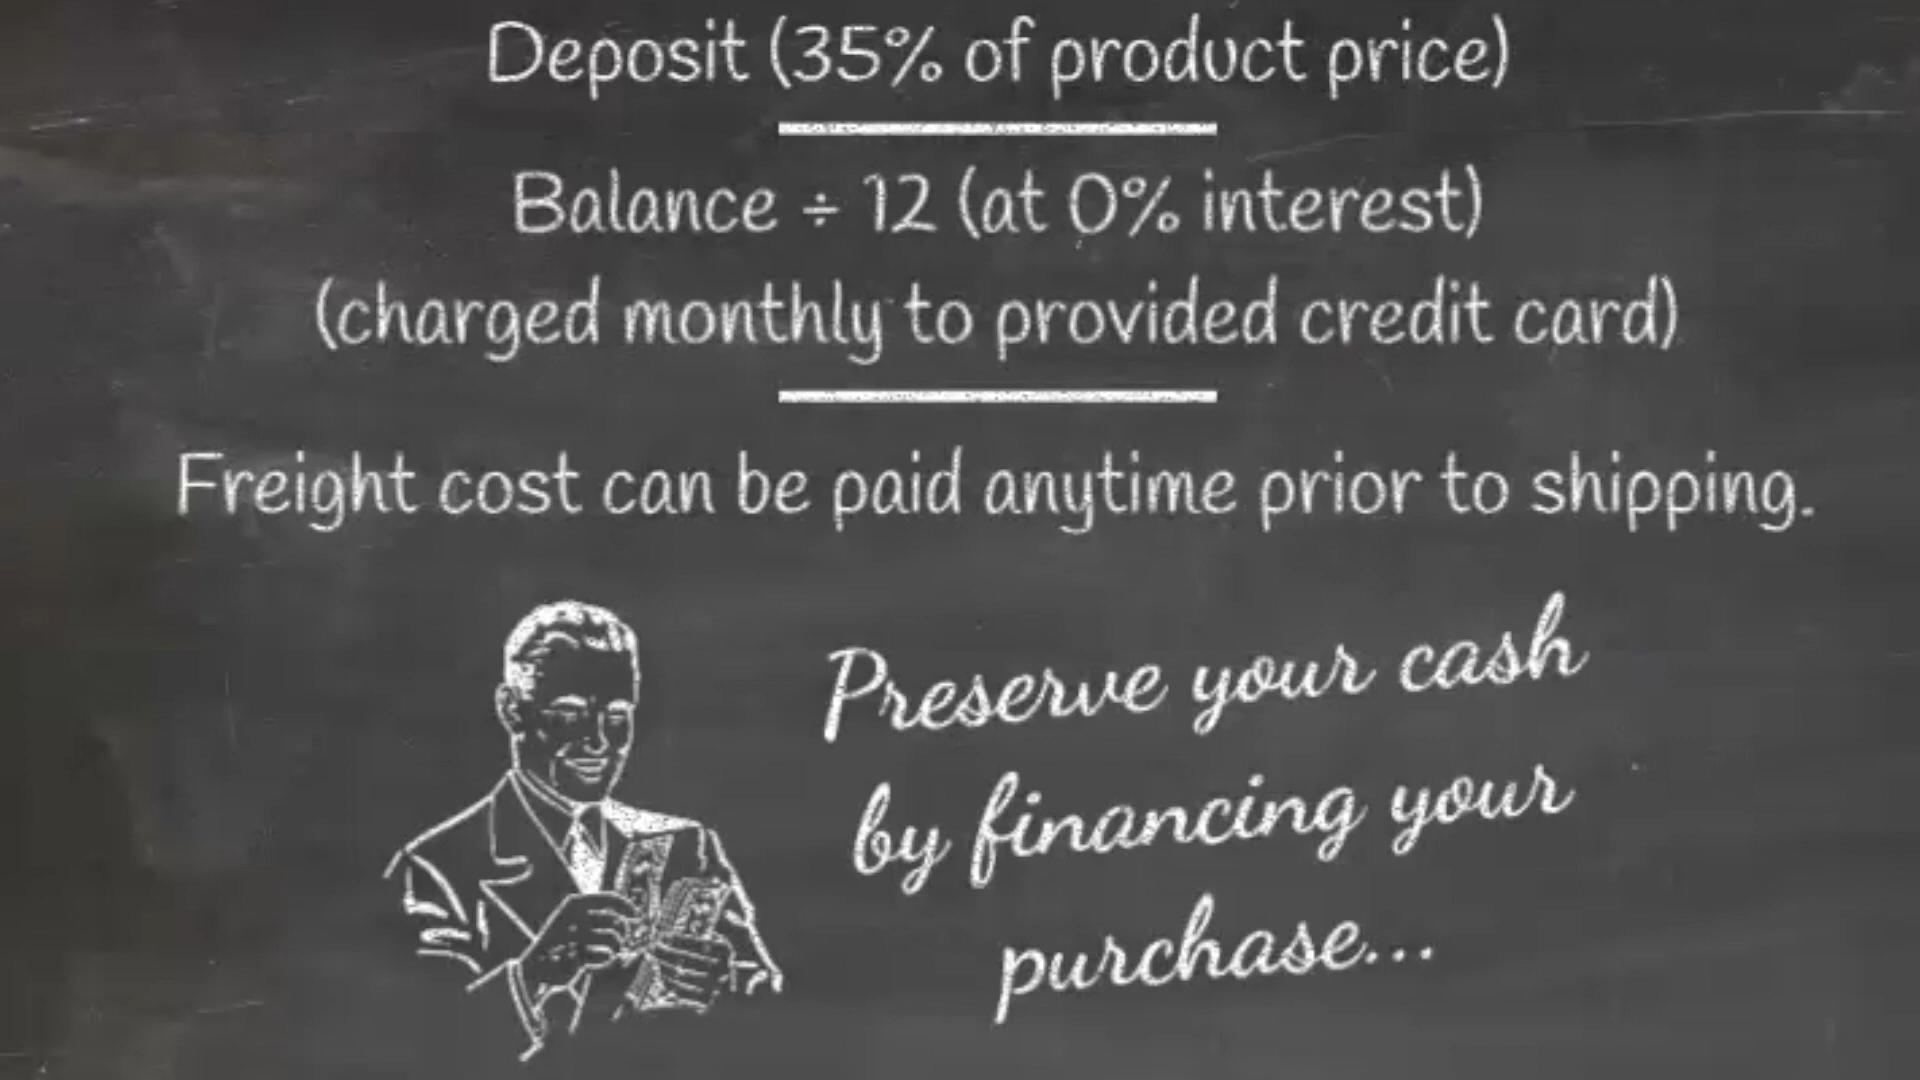 Deposit (35% of product price)
Balance ÷ 12 (at 0% interest)
(charged monthly to provided credit card)
Freight cost can be paid anytime prior to shipping.
Preserve your cash
by financing your
purchase...